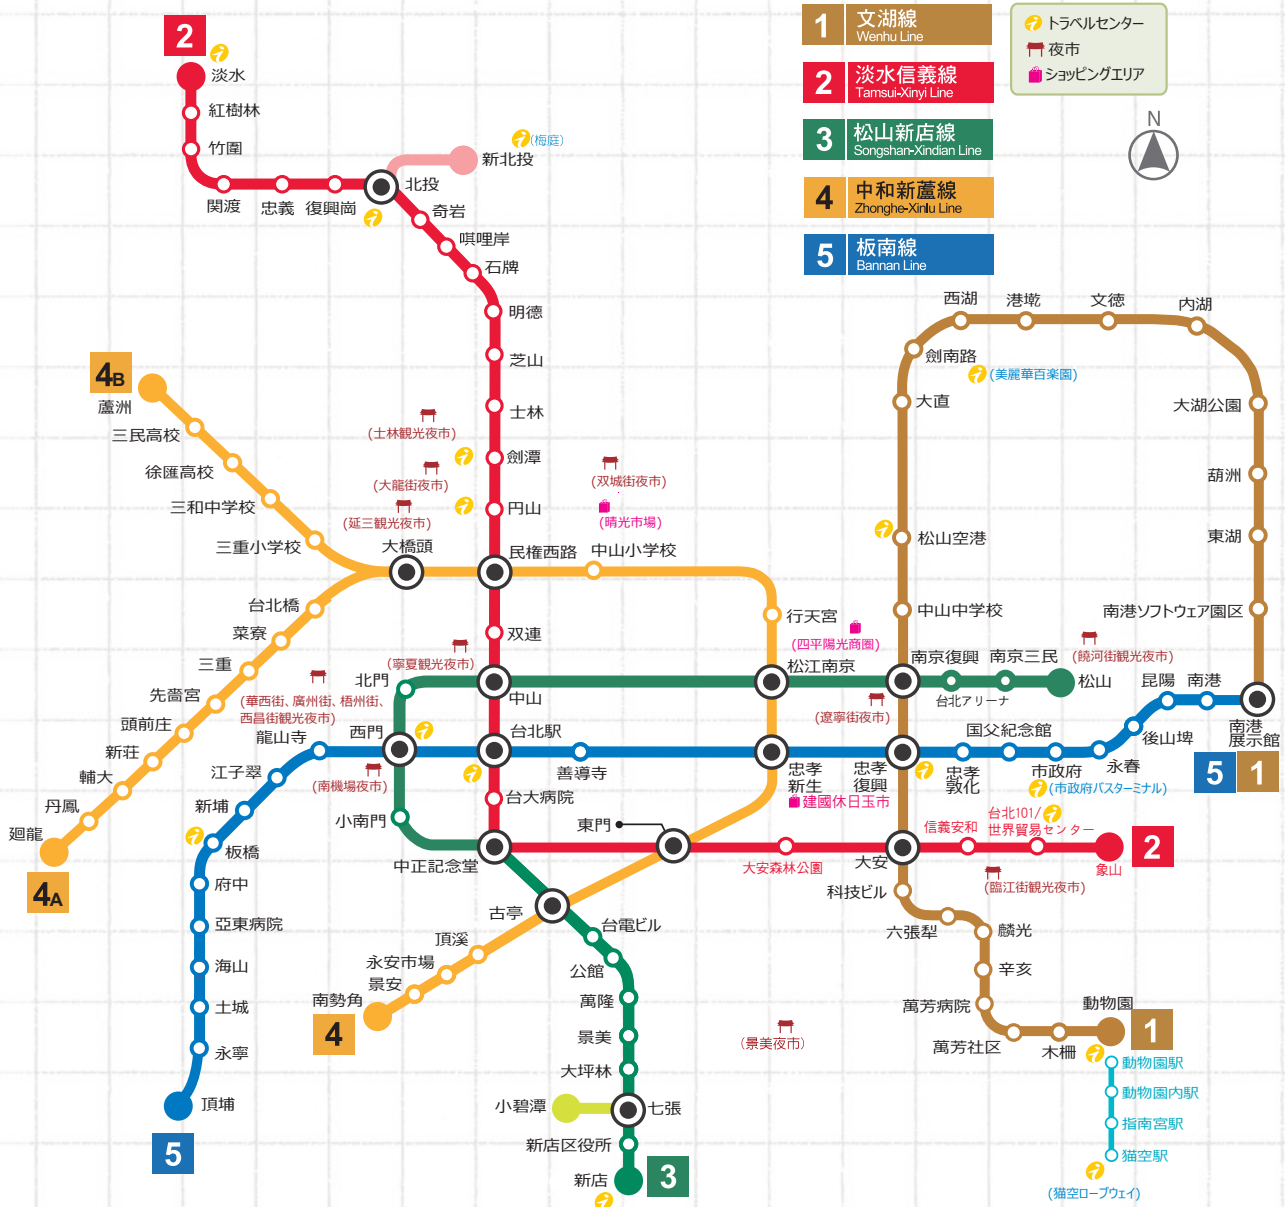 1
文湖線
Wenhu Line
2
淡水信義線
Tamsui-Xinyi Line
3
松山新店線
Songshan-Xindian Line
4
中和新蘆線
Zhonghe-Xinlu Line
5
板南線
Bannan Line
トラベルセンター
夜市
ショッピングエリア
N
2
淡水
紅樹林
竹圍
関渡
忠義
復興崗
北投
(梅庭)
新北投
奇岩
唭哩岸
石牌
明德
芝山
士林
(士林観光夜市)
劍潭
(大龍街夜市)
円山
(延三観光夜市)
(双城街夜市)
(晴光市場)
4B
蘆洲
三民高校
徐匯高校
三和中学校
三重小学校
大橋頭
民権西路
中山小学校
台北橋
菜寮
三重
先嗇宮
頭前庄
新荘
輔大
丹鳳
廻龍
4A
双連
(寧夏観光夜市)
行天宮
(四平陽光商圈)
北門
中山
松江南京
南京復興
南京三民
台北アリーナ
松山
(饒河街観光夜市)
(華西街、廣州街、梧州街、
西昌街観光夜市)
(遼寧街夜市)
西湖
港墘
文徳
内湖
劍南路
(美麗華百楽園)
大直
大湖公園
葫洲
東湖
松山空港
中山中学校
南港ソフトウェア園区
昆陽
南港
南港
展示館
5
1
後山埤
永春
西門
台北駅
善導寺
忠孝
新生
建國休日玉市
忠孝
復興
忠孝
敦化
国父紀念館
市政府
(市政府バスターミナル)
龍山寺
(南機場夜市)
江子翠
新埔
板橋
府中
亞東病院
海山
土城
永寧
頂埔
5
台大病院
小南門
中正記念堂
東門
大安森林公園
大安
信義安和
台北101/
世界貿易センター
象山
2
(臨江街観光夜市)
科技ビル
六張犁
麟光
辛亥
萬芳病院
萬芳社区
木柵
動物園
1
動物園駅
動物園内駅
指南宮駅
猫空駅
(猫空ロープウェイ)
古亭
頂溪
永安市場
景安
南勢角
4
台電ビル
公館
萬隆
景美
(景美夜市)
大坪林
小碧潭
七張
新店区役所
新店
3